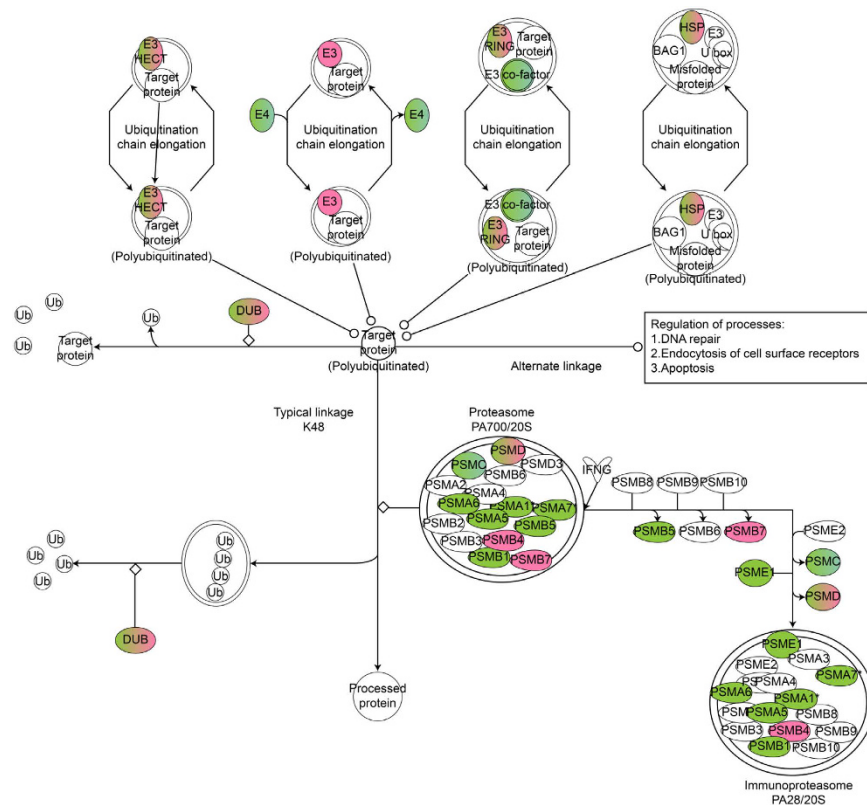 E3
HECT
Target
protein
Ubiquitination
chain elongation
E3
HECT
Target
protein
(Polyubiquitinated)
E3
Target
protein
E4
E4
Ubiquitination
chain elongation
E3
Target
protein
(Polyubiquitinated)
E3
RING
Target
protein
E3 co-factor
Ubiquitination
chain elongation
E3 co-factor
E3
RING
Target
protein
(Polyubiquitinated)
HSP
E3
BAG1
U box
Misfolded
protein
Ubiquitination
chain elongation
HSP
E3
BAG1
U box
Misfolded
protein
(Polyubiquitinated)
Ub
Ub
Ub
Target
protein
Ub
DUB
Target
protein
(Polyubiquitinated)
Alternate linkage
Regulation of processes:
1.DNA repair
2.Endocytosis of cell surface receptors
3.Apoptosis
Typical linkage
K48
Proteasome
PA700/20S
PSMD
PSMC
PSMD3
PSMB6
PSMA2
PSMA4
PSMA6
PSMA1*
PSMA7*
PSMA5
PSMB2
PSMB5
PSMB3
PSMB4
PSMB1
PSMB7
IFNG
PSMB8
PSMB9
PSMB10
PSMB5
PSMB6
PSMB7
PSME2
PSMC
PSME1
PSMD
Ub
Ub
Ub
Ub
Ub
Ub
Ub
Ub
Ub
DUB
Processed
protein
PSME1
PSME2
PSMA3
PSMA4
PSMA7*
PSMA6
PSMA1*
PSMA5
PSMB8
PSMB3
PSMB4
PSMB9
PSMB1
PSMB10
Immunoproteasome
PA28/20S